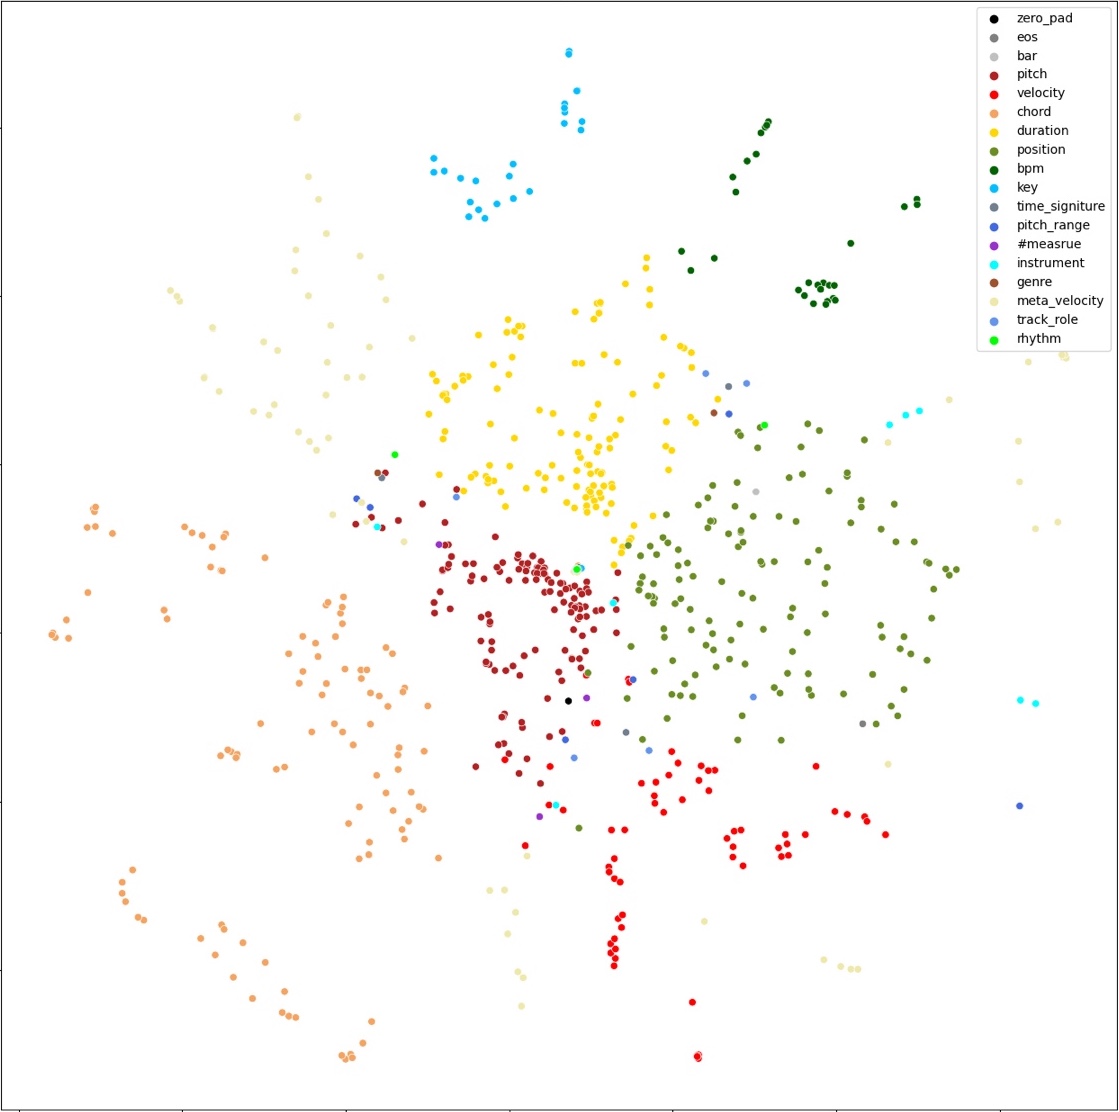 zero_pad
eos
bar
pitch
velocity
chord
duration
position
bpm
key
time_signiture
pitch_range
#measrue
instrument
genre
meta_velocity
track_role
rhythm